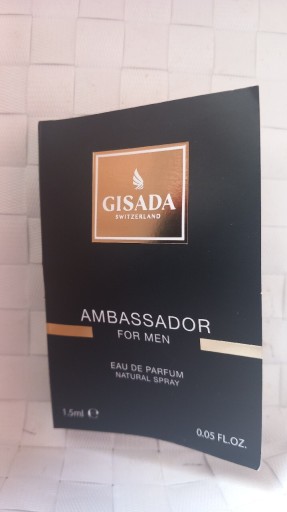 GISADA
SWITZERLAND
AMBASSADOR
FOR MEN
EAU DE PARFUM
NATURAL SPRAY
1.5ml ℮
0.05 FL.OZ.